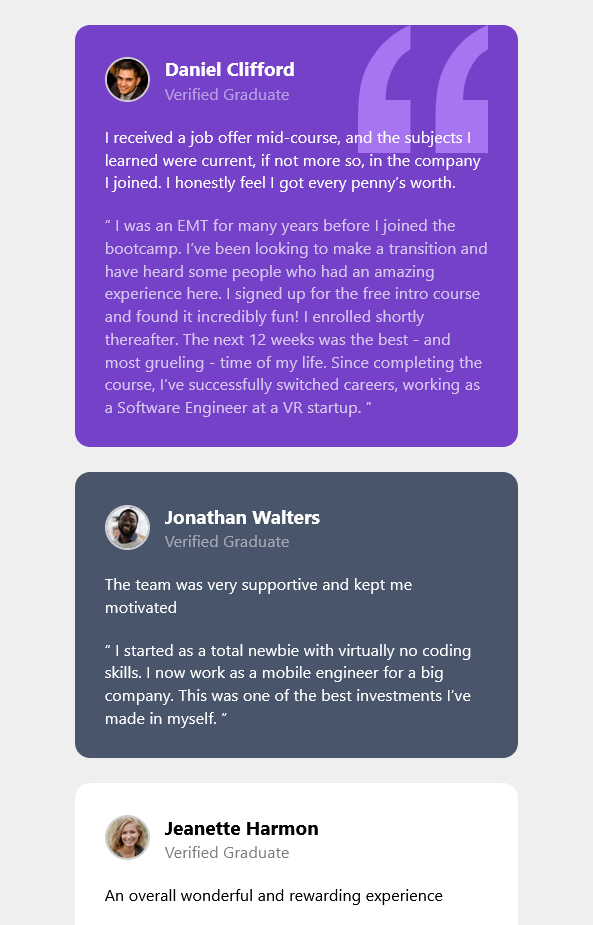 Daniel Clifford
Verified Graduate
I received a job offer mid-course, and the subjects I
learned were current, if not more so, in the company
I joined. I honestly feel I got every penny’s worth.
“ I was an EMT for many years before I joined the
bootcamp. I’ve been looking to make a transition and
have heard some people who had an amazing
experience here. I signed up for the free intro course
and found it incredibly fun! I enrolled shortly
thereafter. The next 12 weeks was the best - and
most grueling - time of my life. Since completing the
course, I’ve successfully switched careers, working as
a Software Engineer at a VR startup. ”
Jonathan Walters
Verified Graduate
The team was very supportive and kept me
motivated
“ I started as a total newbie with virtually no coding
skills. I now work as a mobile engineer for a big
company. This was one of the best investments I’ve
made in myself. “
Jeanette Harmon
Verified Graduate
An overall wonderful and rewarding experience